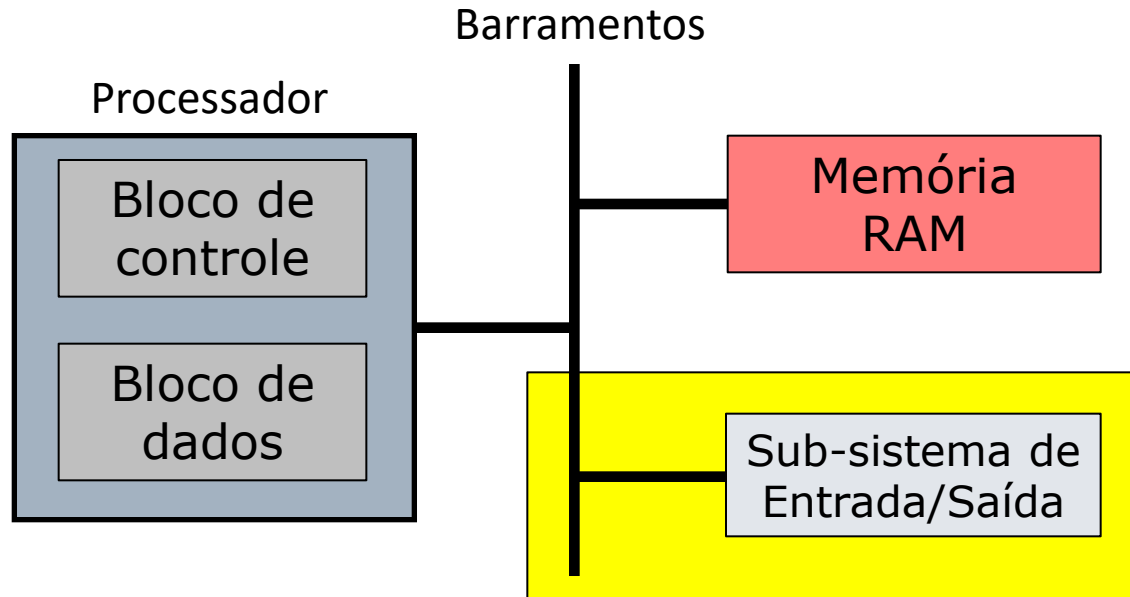 Barramentos
Processador
Bloco de
controle
Bloco de
dados
Memória
RAM
Sub-sistema de
Entrada/Saída